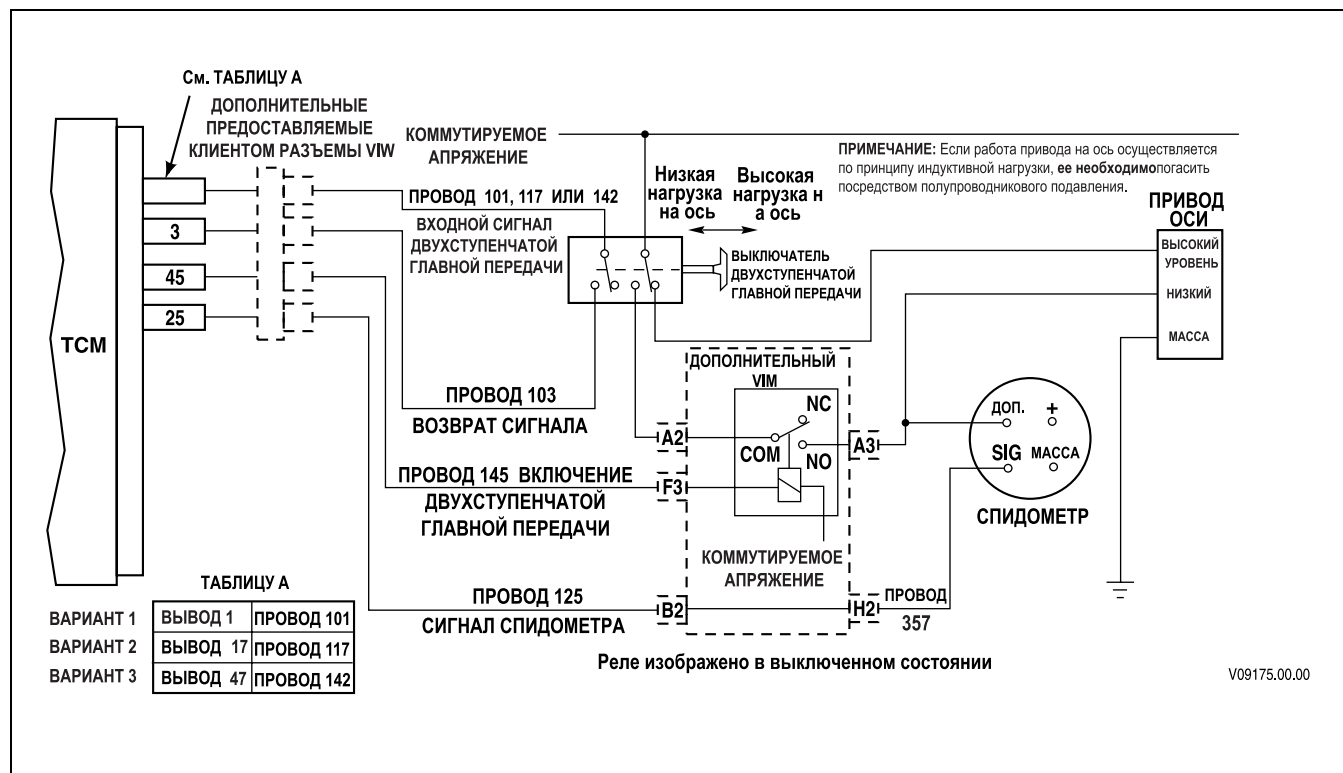 См. ТАБЛИЦУ А
ДОПОЛНИТЕЛЬНЫЕ
ПРЕДОСТАВЛЯЕМЫЕ
КЛИЕНТОМ РАЗЪЕМЫ VIW
КОММУТИРУЕМОЕ
АПРЯЖЕНИЕ
ПРИМЕЧАНИЕ: Если работа привода на ось осуществляется
по принципу индуктивной нагрузки, ее необходимопогасить
посредством полупроводникового подавления.
Низкая
нагрузка
на ось
Высокая
нагрузка н
а ось
ПРОВОД 101, 117 ИЛИ 142
ВХОДНОЙ СИГНАЛ
ДВУХСТУПЕНЧАТОЙ
ГЛАВНОЙ ПЕРЕДАЧИ
ВЫКЛЮЧАТЕЛЬ
ДВУХСТУПЕНЧАТОЙ
ГЛАВНОЙ ПЕРЕДАЧИ
ПРИВОД
ОСИ
ВЫСОКИЙ
УРОВЕНЬ
НИЗКИЙ
МАССА
3
45
25
TCM
ПРОВОД 103
ВОЗВРАТ СИГНАЛА
ДОПОЛНИТЕЛЬНЫЙ
VIM
NC
COM
NO
A2
A3
ПРОВОД 145 ВКЛЮЧЕНИЕ
ДВУХСТУПЕНЧАТОЙ
ГЛАВНОЙ ПЕРЕДАЧИ
F3
КОММУТИРУЕМОЕ
АПРЯЖЕНИЕ
ДОП.
+
SIG
МАССА
СПИДОМЕТР
ПРОВОД 125
СИГНАЛ СПИДОМЕТРА
B2
H2
ПРОВОД
357
Реле изображено в выключенном состоянии
ТАБЛИЦУ А
ВАРИАНТ 1 ВЫВОД 1 ПРОВОД 101
ВАРИАНТ 2 ВЫВОД 17 ПРОВОД 117
ВАРИАНТ 3 ВЫВОД 47 ПРОВОД 142
V09175.00.00